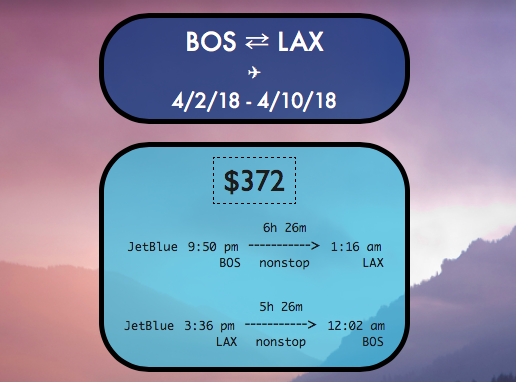 BOS ⇄ LAX
✈
4/2/18 - 4/10/18
$372
6h 26m
JetBlue 9:50 pm -----------> 1:16 am
BOS nonstop LAX
5h 26m
JetBlue 3:36 pm -----------> 12:02 am
LAX nonstop BOS